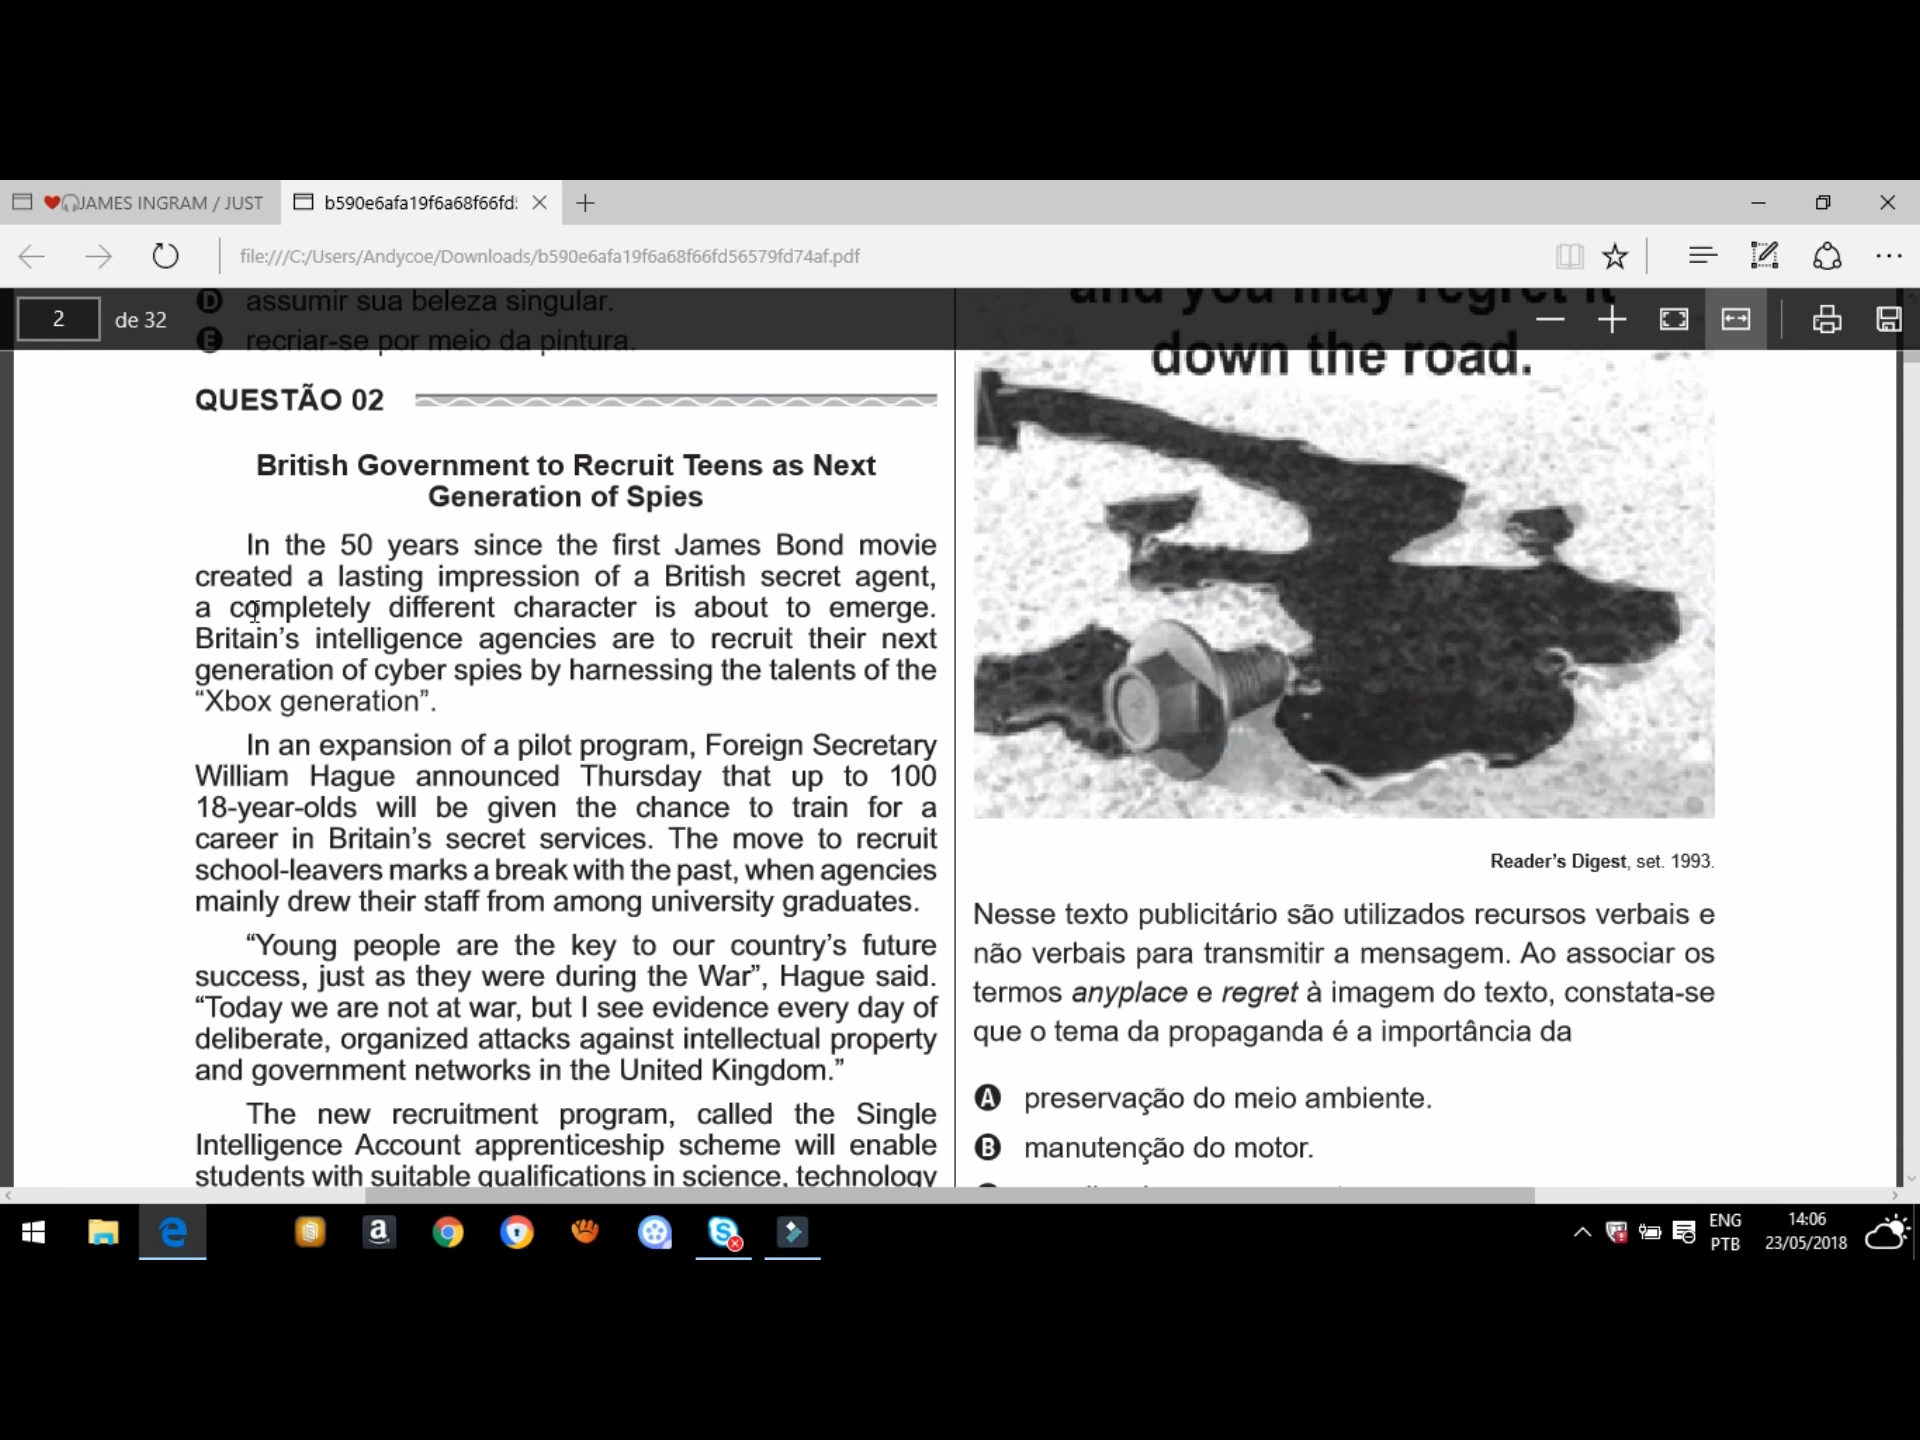 JAMES INGRAM / JUST
b590e6afa19f6a68f66fd
file:///C:/Users/Andycoe/Downloads/b590e6afa19f6a68f66fd56579fd74af.pdf
2 de 32
D assumir sua beleza singular.
E recriar-se por meio da pintura.
QUESTÃO 02
British Government to Recruit Teens as Next
Generation of Spies
In the 50 years since the first James Bond movie
created a lasting impression of a British secret agent,
a completely different character is about to emerge.
Britain's intelligence agencies are to recruit their next
generation of cyber spies by harnessing the talents of the
“Xbox generation”.
In an expansion of a pilot program, Foreign Secretary
William Hague announced Thursday that up to 100
18-year-olds will be given the chance to train for a
career in Britain's secret services. The move to recruit
school-leavers marks a break with the past, when agencies
mainly drew their staff from among university graduates.
“Young people are the key to our country's future
success, just as they were during the War”, Hague said.
“Today we are not at war, but I see evidence every day of
deliberate, organized attacks against intellectual property
and government networks in the United Kingdom.”
The new recruitment program, called the Single
Intelligence Account apprenticeship scheme will enable
students with suitable qualifications in science, technology
and you may regret it
down the road.
Reader's Digest, set. 1993.
Nesse texto publicitário são utilizados recursos verbais e
não verbais para transmitir a mensagem. Ao associar os
termos anyplace e regret à imagem do texto, constata-se
que o tema da propaganda é a importância da
A preservação do meio ambiente.
B manutenção do motor.
ENG
PTB
14:06
23/05/2018